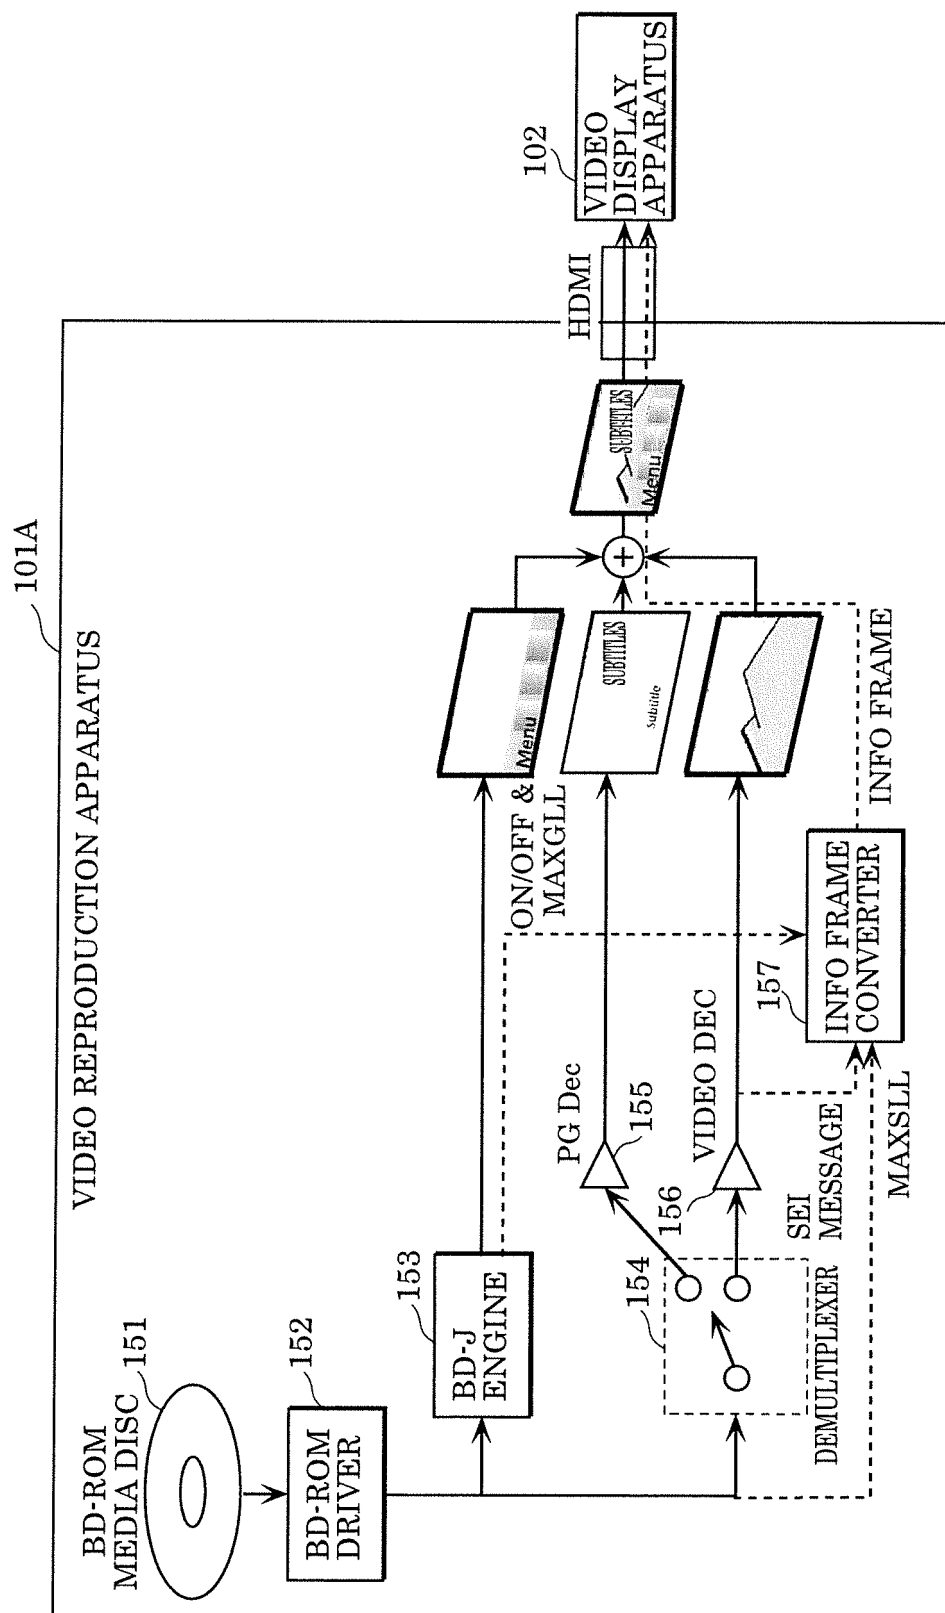 101A
VIDEO REPRODUCTION APPARATUS
BD-ROM
MEDIA DISC
151
BD-ROM
DRIVER
152
BD-J
ENGINE
153
154
DEMULTIPLEXER
PG Dec
155
VIDEO DEC
156
SEI
MESSAGE
MAXSLL
ON/OFF &
MAXGLL
157
INFO FRAME
CONVERTER
INFO FRAME
Menu
SUBTITLES
subtitle
SUBTITLES
Menu
+
HDMI
102
VIDEO
DISPLAY
APPARATUS